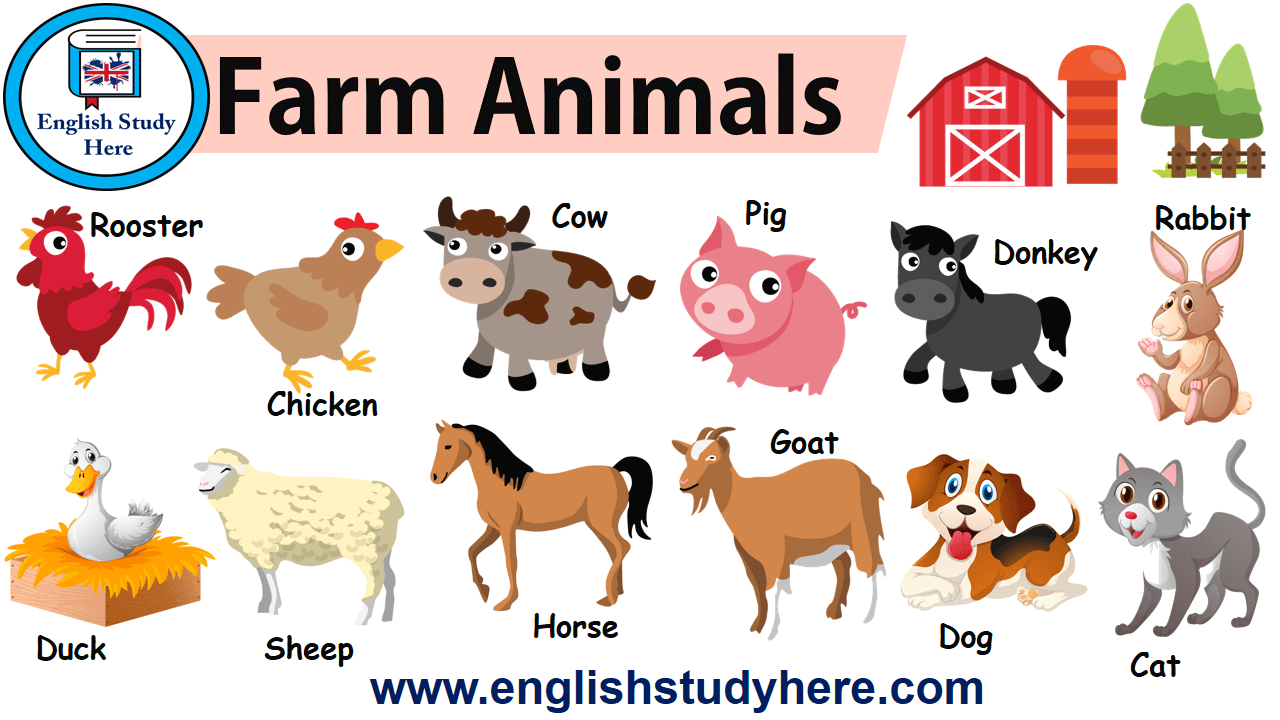 English Study
Here
Farm Animals
Rooster
Chicken
Cow
Pig
Donkey
Rabbit
Duck
Sheep
Horse
Goat
Dog
Cat
www.englishstudyhere.com